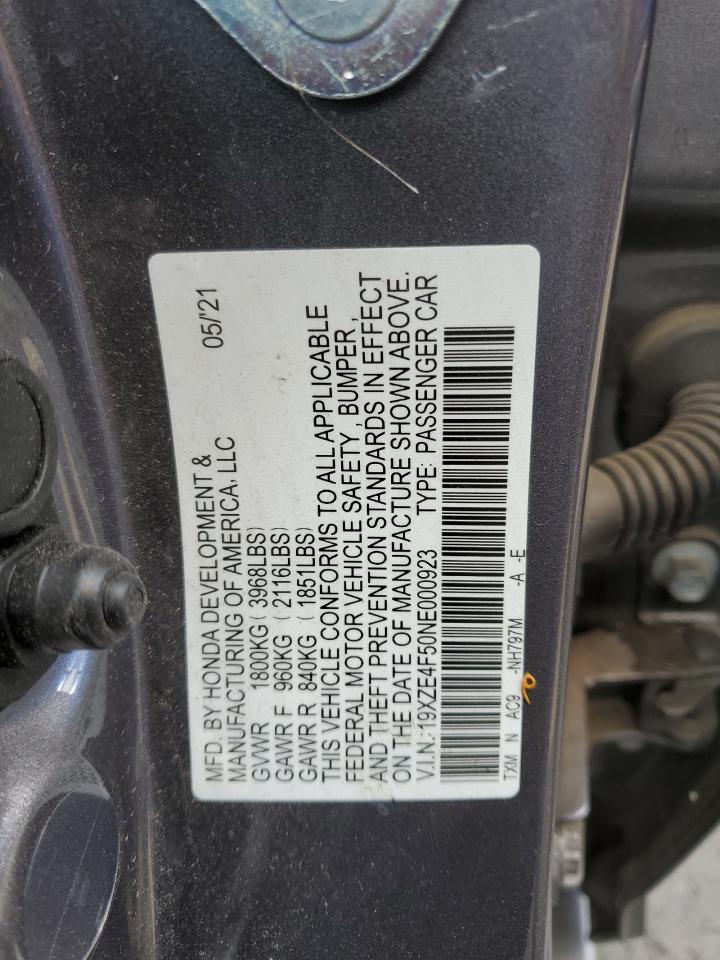 MFD. BY HONDA DEVELOPMENT & 05/'21
MANUFACTURING OF AMERICA, LLC
GVWR 1800KG ( 3968LBS)
GAWR F 960KG ( 2116LBS)
GAWR R 840KG ( 1851LBS)
THIS VEHICLE CONFORMS TO ALL APPLICABLE
FEDERAL MOTOR VEHICLE SAFETY, BUMPER,
AND THEFT PREVENTION STANDARDS IN EFFECT
ON THE DATE OF MANUFACTURE SHOWN ABOVE.
V.I.N.:19XZE4F50NE000923 TYPE: PASSENGER CAR
TXM N AC9 -NH797M -A -E